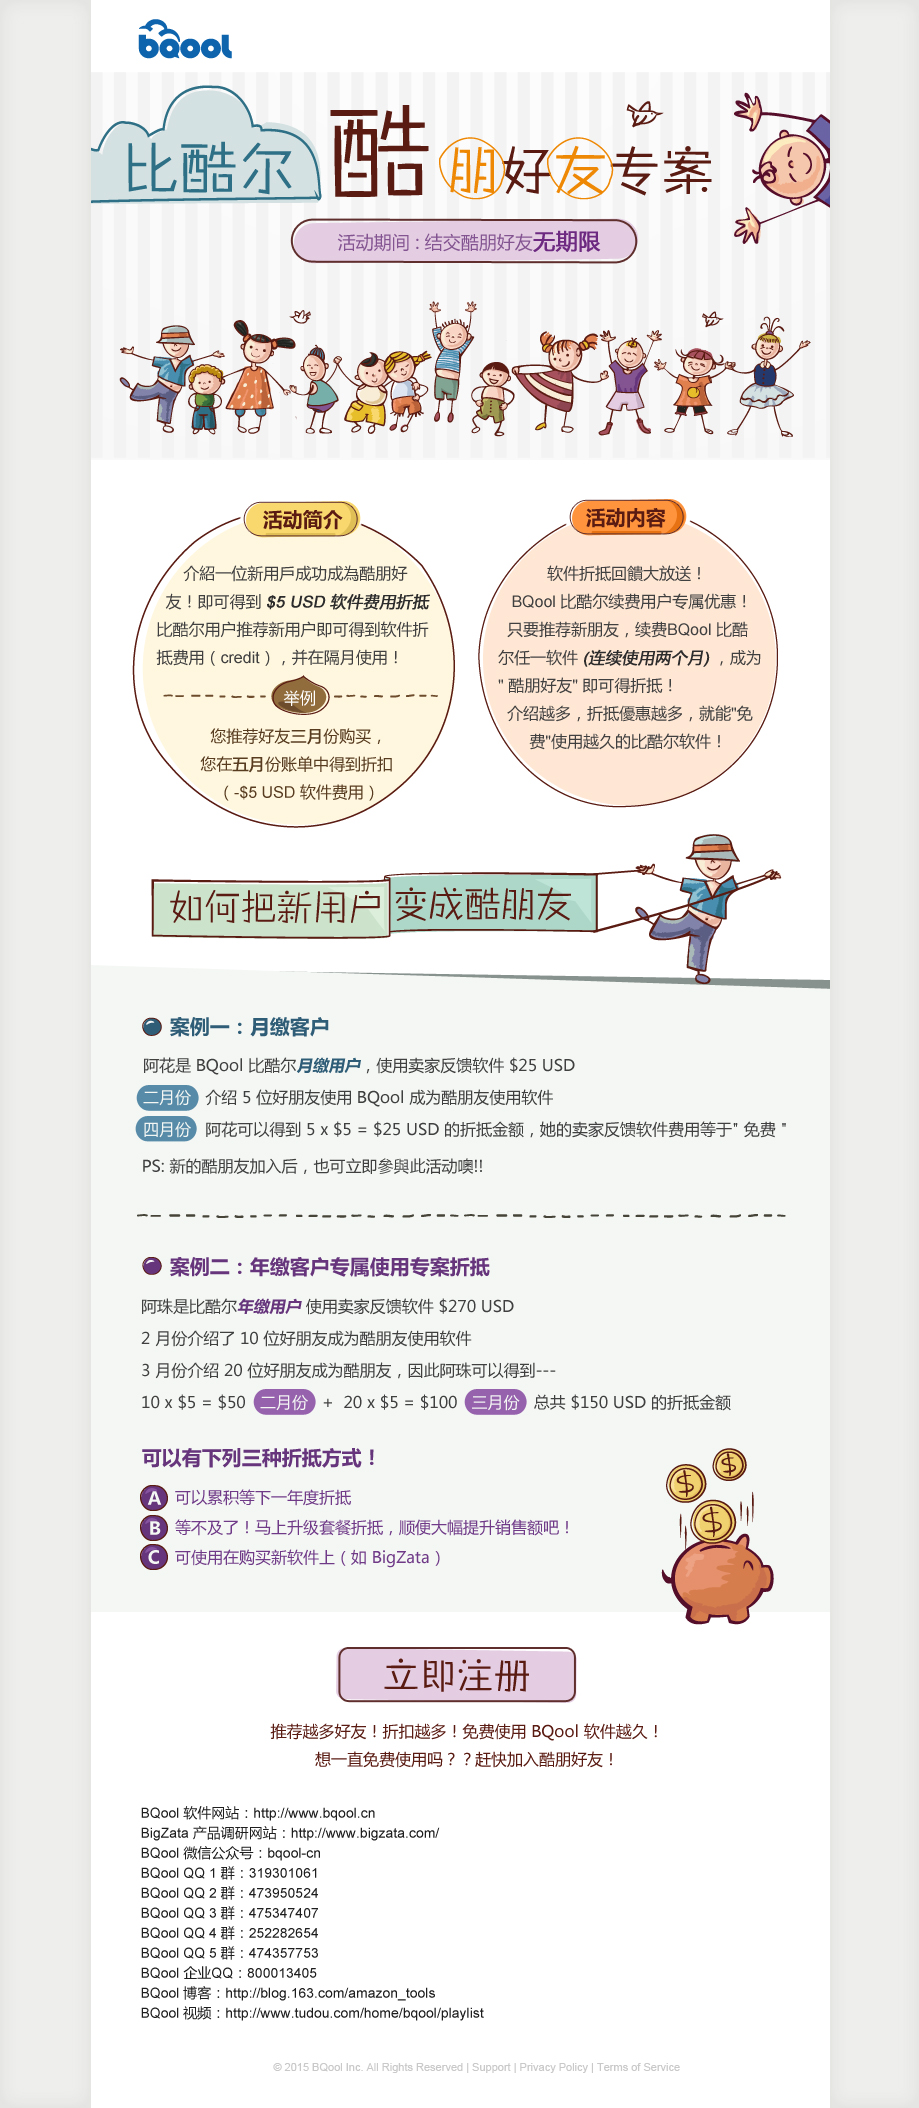 bqool
比酷尔 酷朋好友专案
活动期间：结交酷朋好友无期限
活动简介
介紹一位新用戶成功成為酷朋好
友！即可得到 $5 USD 软件费用折抵
比酷尔用户推荐新用户即可得到软件折
抵费用（credit），并在隔月使用！
举例
您推荐好友三月份购买，
您在五月份账单中得到折扣
（-$5 USD 软件费用）
活动内容
软件折抵回饋大放送！
BQool 比酷尔续费用户专属优惠！
只要推荐新朋友，续费BQool 比酷
尔任一软件 (连续使用两个月)，成为
" 酷朋好友" 即可得折抵！
介绍越多，折抵優惠越多，就能"免
费"使用越久的比酷尔软件！
如何把新用户变成酷朋友
案例一：月缴客户
阿花是 BQool 比酷尔月缴用户，使用卖家反馈软件 $25 USD
二月份 介绍 5 位好朋友使用 BQool 成为酷朋友使用软件
四月份 阿花可以得到 5 x $5 = $25 USD 的折抵金额，她的卖家反馈软件费用等于" 免费 "
PS: 新的酷朋友加入后，也可立即參與此活动噢!!
案例二：年缴客户专属使用专案折抵
阿珠是比酷尔年缴用户 使用卖家反馈软件 $270 USD
2 月份介绍了 10 位好朋友成为酷朋友使用软件
3 月份介绍 20 位好朋友成为酷朋友，因此阿珠可以得到---
10 x $5 = $50 二月份 + 20 x $5 = $100 三月份 总共 $150 USD 的折抵金额
可以有下列三种折抵方式！
A 可以累积等下一年度折抵
B 等不及了！马上升级套餐折抵，顺便大幅提升销售额吧！
C 可使用在购买新软件上（如 BigZata）
立即注册
推荐越多好友！折扣越多！免费使用 BQool 软件越久！
想一直免费使用吗？？赶快加入酷朋好友！
BQool 软件网站：http://www.bqool.cn
BigZata 产品调研网站：http://www.bigzata.com/
BQool 微信公众号：bqool-cn
BQool QQ 1 群：319301061
BQool QQ 2 群：473950524
BQool QQ 3 群：475347407
BQool QQ 4 群：252282654
BQool QQ 5 群：474357753
BQool 企业QQ：800013405
BQool 博客：http://blog.163.com/amazon_tools
BQool 视频：http://www.tudou.com/home/bqool/playlist
© 2015 BQool Inc. All Rights Reserved | Support | Privacy Policy | Terms of Service